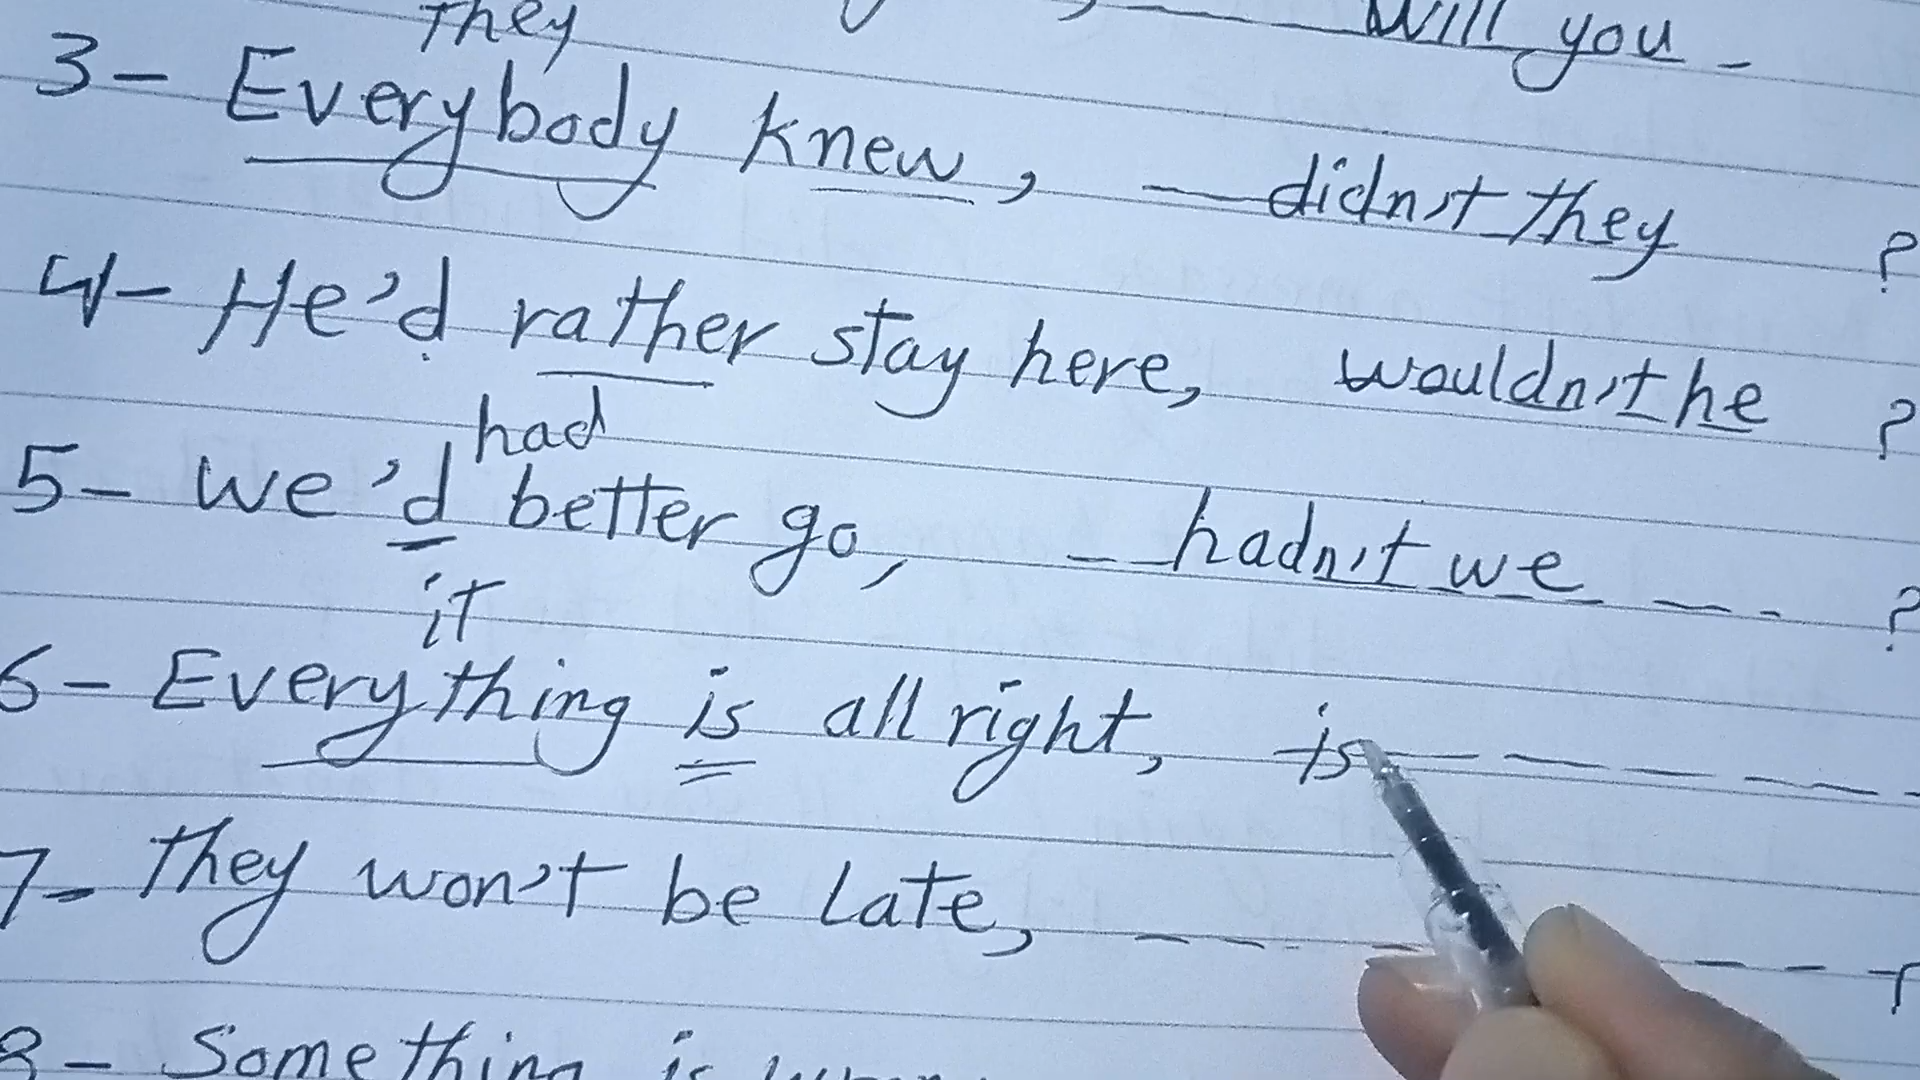 will you
They
3- Everybody knew, didn't they ?
4- He'd rather stay here, wouldn't he ?
had
5- we'd better go, hadn't we ?
it
6- Everything is all right, is
7- They won't be Late, ?
8- Something is